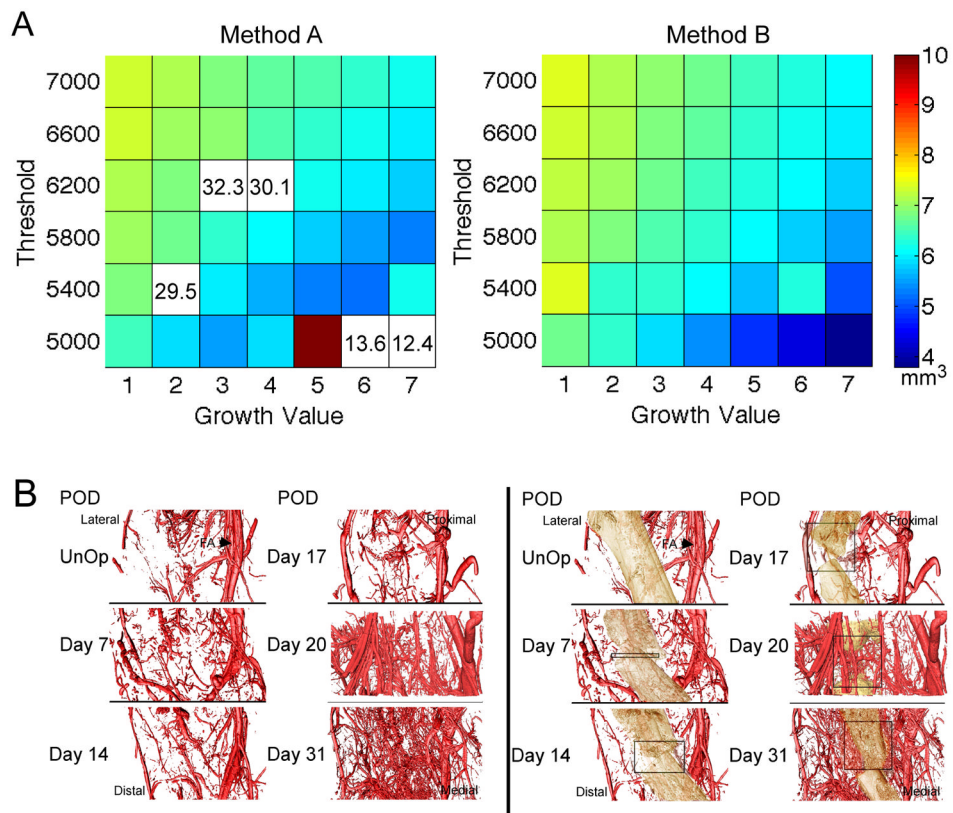 A
Method A
Method B
7000
6600
6200
5800
5400
5000
Threshold
32.3 30.1
29.5
13.6 12.4
1 2 3 4 5 6 7
Growth Value
7000
6600
6200
5800
5400
5000
Threshold
1 2 3 4 5 6 7
Growth Value
10
9
8
7
6
5
4
mm3
B
POD
POD
Lateral
FA
UnOp
Proximal
Day 17
Day 7
Day 20
Day 14
Distal
Day 31
Medial
POD
POD
Lateral
FA
UnOp
Proximal
Day 17
Day 7
Day 20
Day 14
Distal
Day 31
Medial